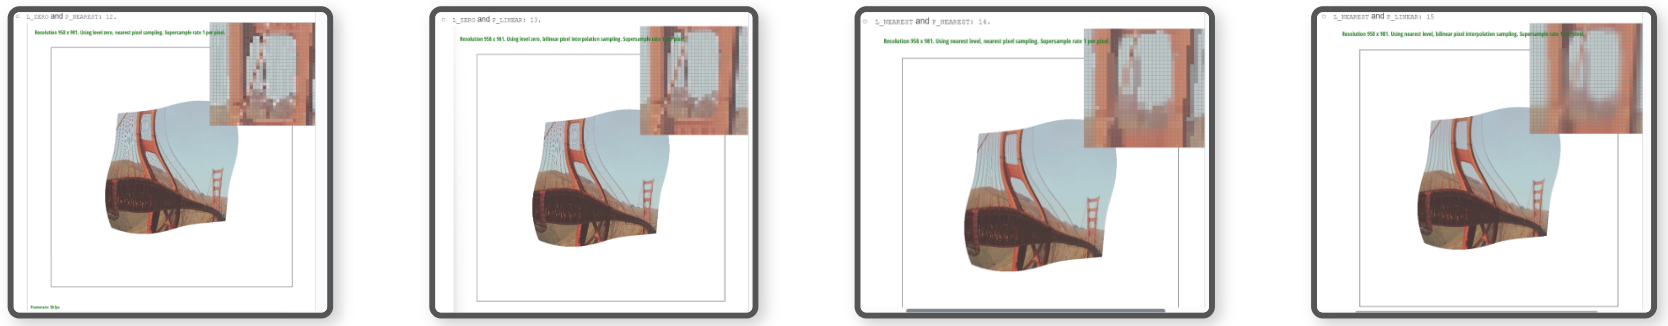 L_ZERO and P_NEAREST: 12.
Resolution 958 x 981. Using level zero, nearest pixel sampling. Supersample rate 1 per pixel.
Framerate: 30 fps
L_ZERO and P_LINEAR: 13.
Resolution 958 x 981. Using level zero, bilinear pixel interpolation sampling. Supersample rate 1 per pixel.
L_NEAREST and P_NEAREST: 14.
Resolution 958 x 981. Using nearest level, nearest pixel sampling. Supersample rate 1 per pixel.
L_NEAREST and P_LINEAR: 15
Resolution 958 x 981. Using nearest level, bilinear pixel interpolation sampling. Supersample rate 1 per pixel.